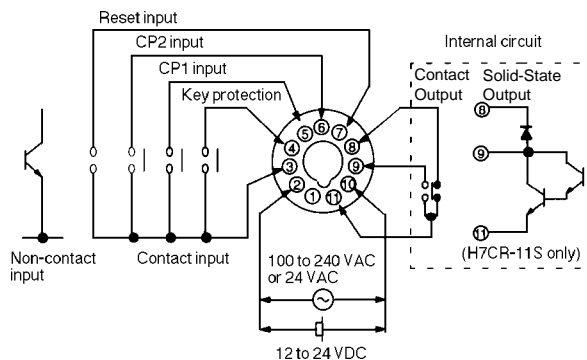 Reset input
CP2 input
CP1 input
Key protection
Internal circuit
Contact Output
Solid-State Output
1
2
3
4
5
6
7
8
9
10
11
8
9
11
(H7CR-11S only)
Non-contact input
Contact input
100 to 240 VAC
or 24 VAC
12 to 24 VDC